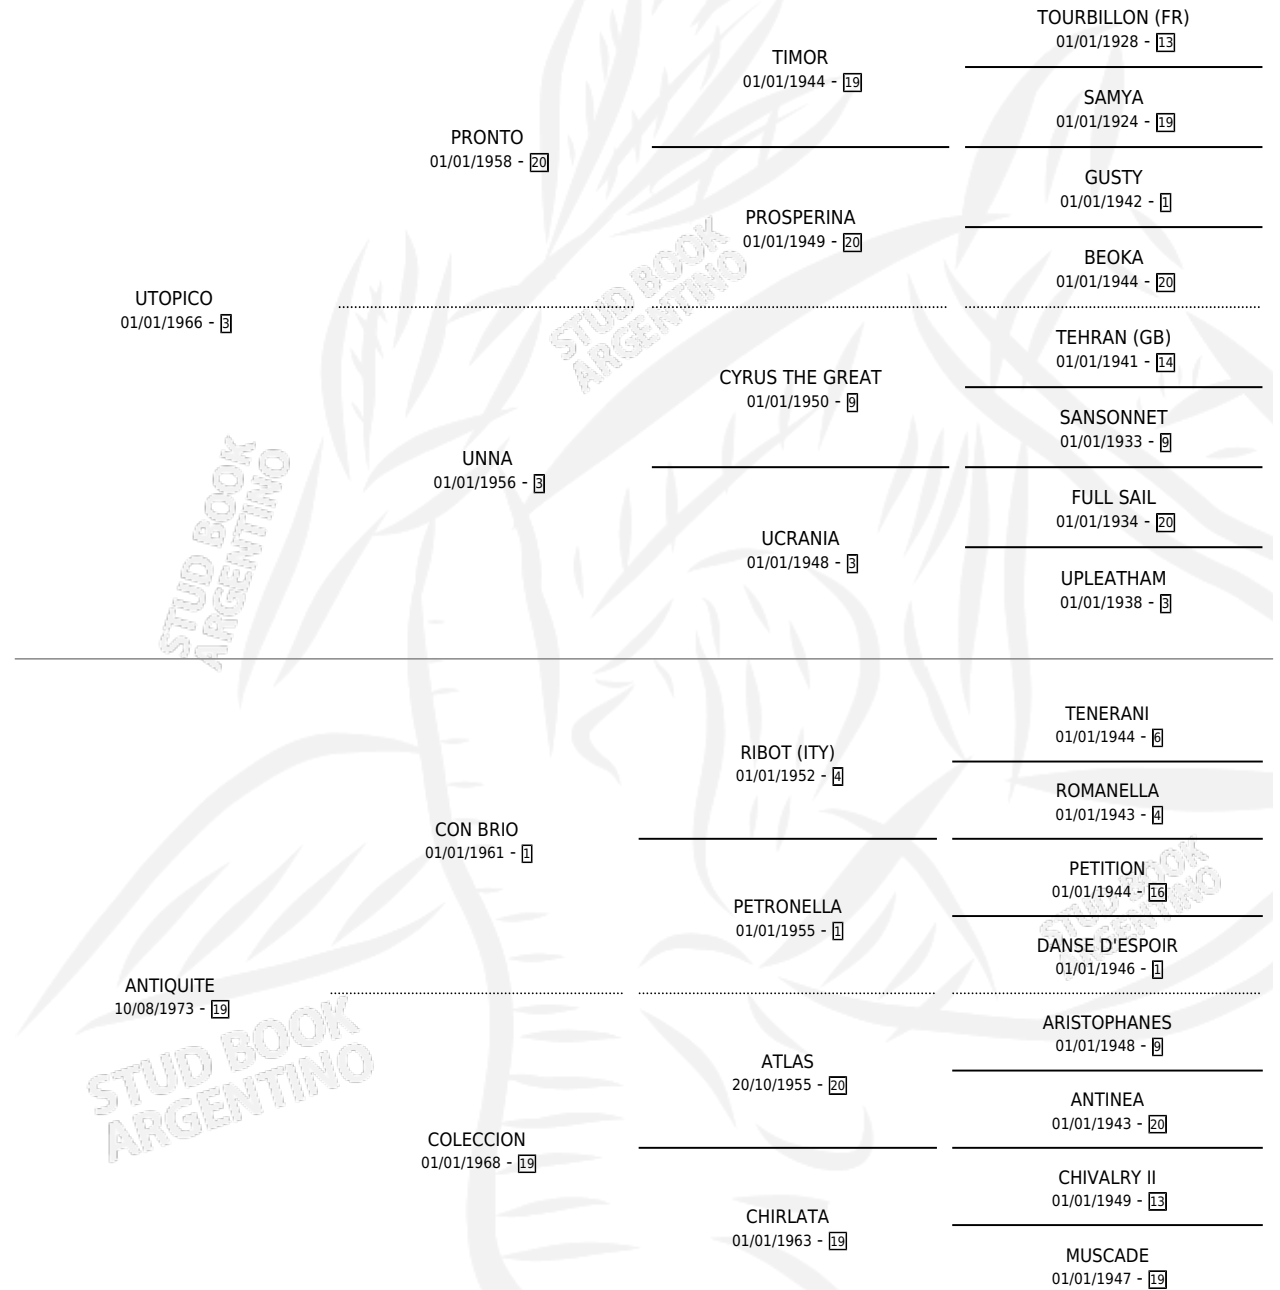 TOURBILLON (FR)
01/01/1928 - 13
TIMOR
01/01/1944 - 19
SAMYA
01/01/1924 - 19
PRONTO
01/01/1958 - 20
GUSTY
01/01/1942 - 1
PROSPERINA
01/01/1949 - 20
BEOKA
01/01/1944 - 20
UTOPICO
01/01/1966 - 3
TEHRAN (GB)
01/01/1941 - 14
CYRUS THE GREAT
01/01/1950 - 9
SANSONNET
01/01/1933 - 9
UNNA
01/01/1956 - 3
FULL SAIL
01/01/1934 - 20
UCRANIA
01/01/1948 - 3
UPLEATHAM
01/01/1938 - 3
TENERANI
01/01/1944 - 6
RIBOT (ITY)
01/01/1952 - 4
ROMANELLA
01/01/1943 - 4
CON BRIO
01/01/1961 - 1
PETITION
01/01/1944 - 16
PETRONELLA
01/01/1955 - 1
DANSE D'ESPOIR
01/01/1946 - 1
ANTIQUITE
10/08/1973 - 19
ARISTOPHANES
01/01/1948 - 9
ATLAS
20/10/1955 - 20
ANTINEA
01/01/1943 - 20
COLECCION
01/01/1968 - 19
CHIVALRY II
01/01/1949 - 13
CHIRLATA
01/01/1963 - 19
MUSCADE
01/01/1947 - 19
STUD BOOK
ARGENTINO
STUD BOOK
ARGENTINO
STUD BOOK
ARGENTINO
STUD BOOK
ARGENTINO